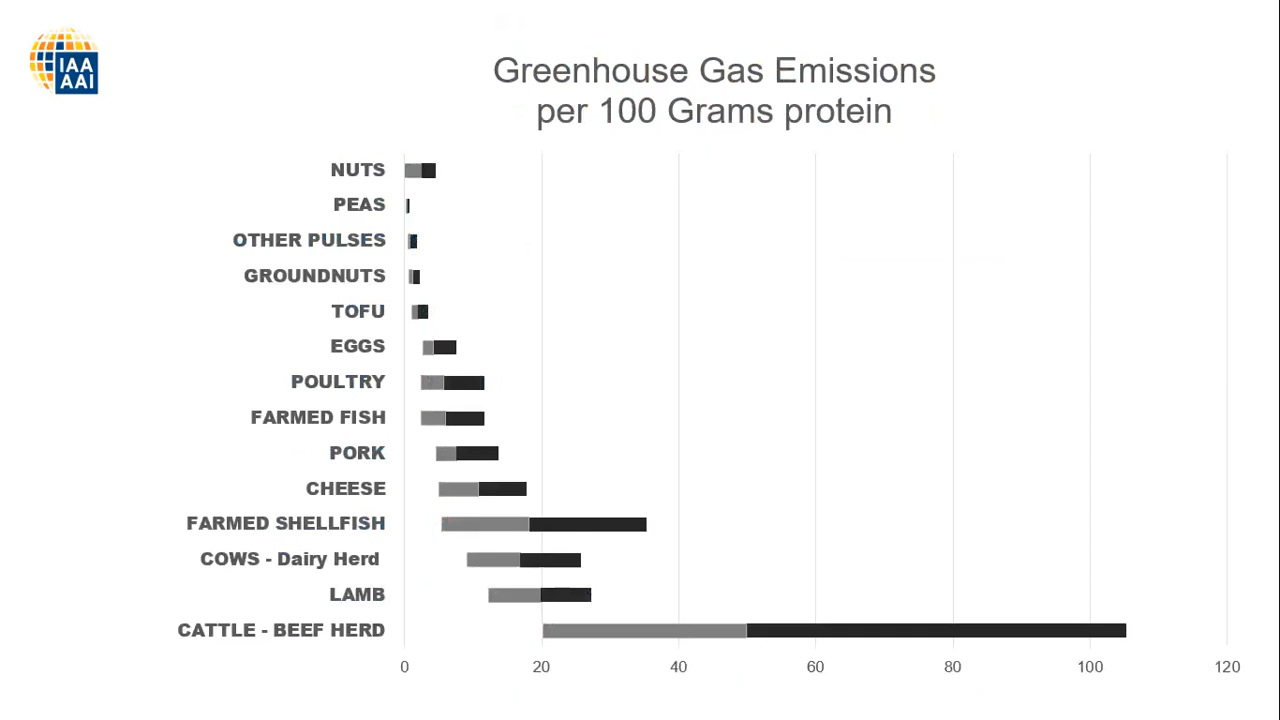 IAA
AAI
Greenhouse Gas Emissions
per 100 Grams protein
NUTS
PEAS
OTHER PULSES
GROUNDNUTS
TOFU
EGGS
POULTRY
FARMED FISH
PORK
CHEESE
FARMED SHELLFISH
COWS - Dairy Herd
LAMB
CATTLE - BEEF HERD
0 20 40 60 80 100 120